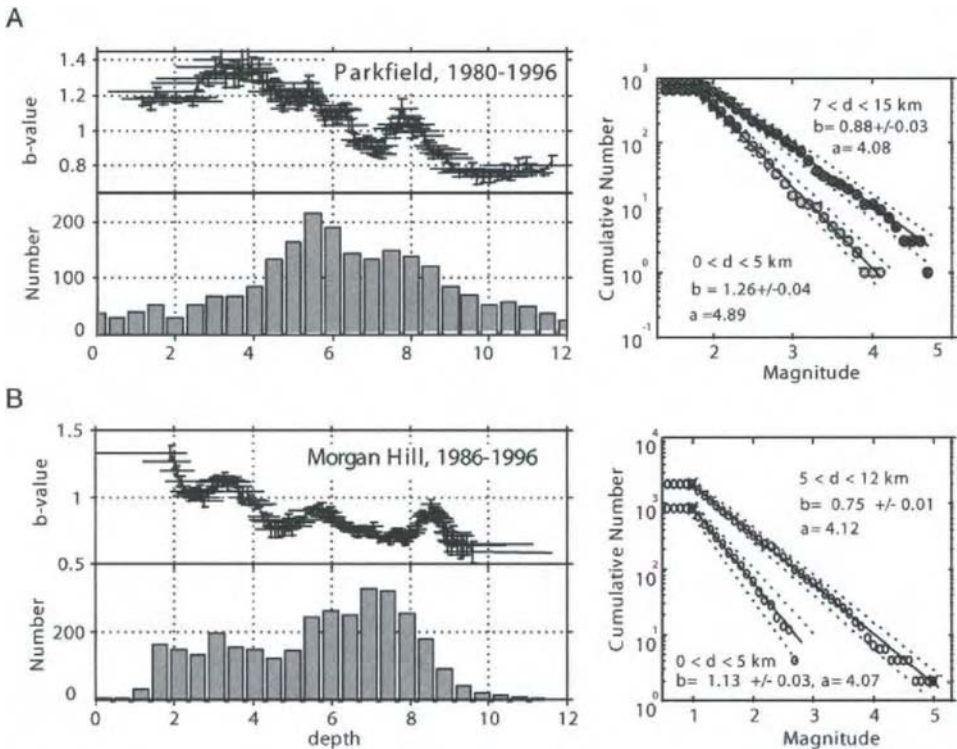 A
1.4
1.2
1
0.8
b-value
Parkfield, 1980-1996
200
100
0
Number
0 2 4 6 8 10 12
10^3
10^2
10^1
10^0
10^-1
Cumulative Number
7 < d < 15 km
b= 0.88+/-0.03
a= 4.08
0 < d < 5 km
b = 1.26+/-0.04
a =4.89
2 3 4 5
Magnitude
B
1.5
1
0.5
b-value
Morgan Hill, 1986-1996
200
0
Number
0 2 4 6 8 10 12
depth
10^4
10^3
10^2
10^1
10^0
Cumulative Number
5 < d < 12 km
b= 0.75 +/- 0.01
a= 4.12
0 < d < 5 km
b= 1.13 +/- 0.03, a= 4.07
1 2 3 4 5
Magnitude